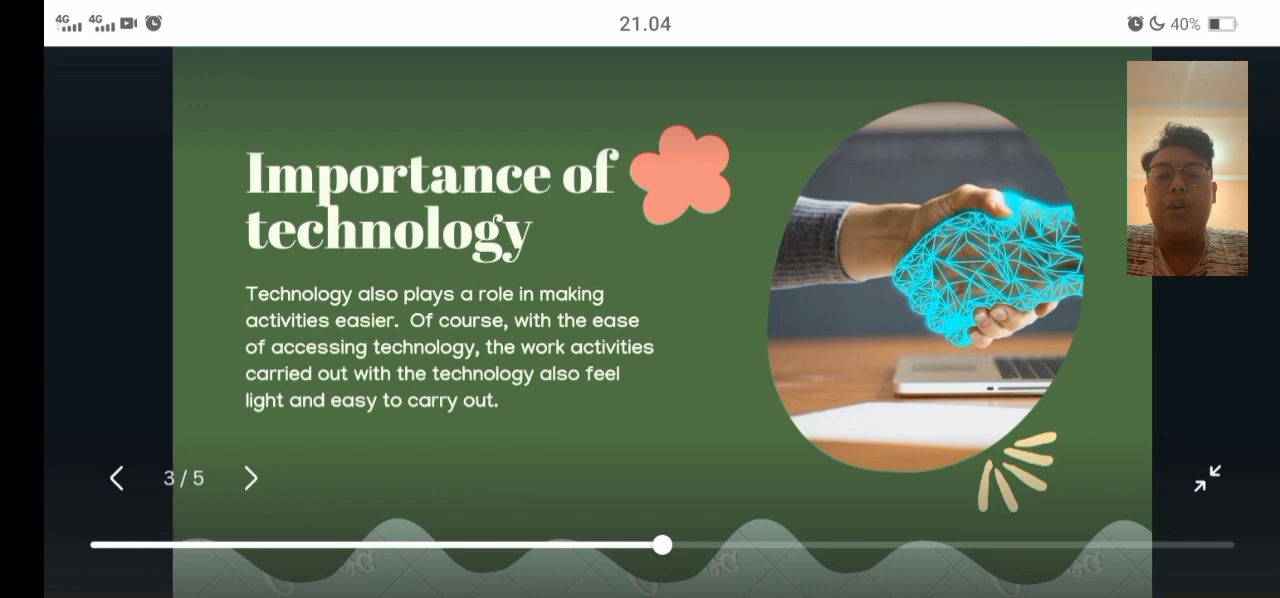 4G 4G 21.04 40%
Importance of
technology
Technology also plays a role in making
activities easier.  Of course, with the ease
of accessing technology, the work activities
carried out with the technology also feel
light and easy to carry out.
3 / 5